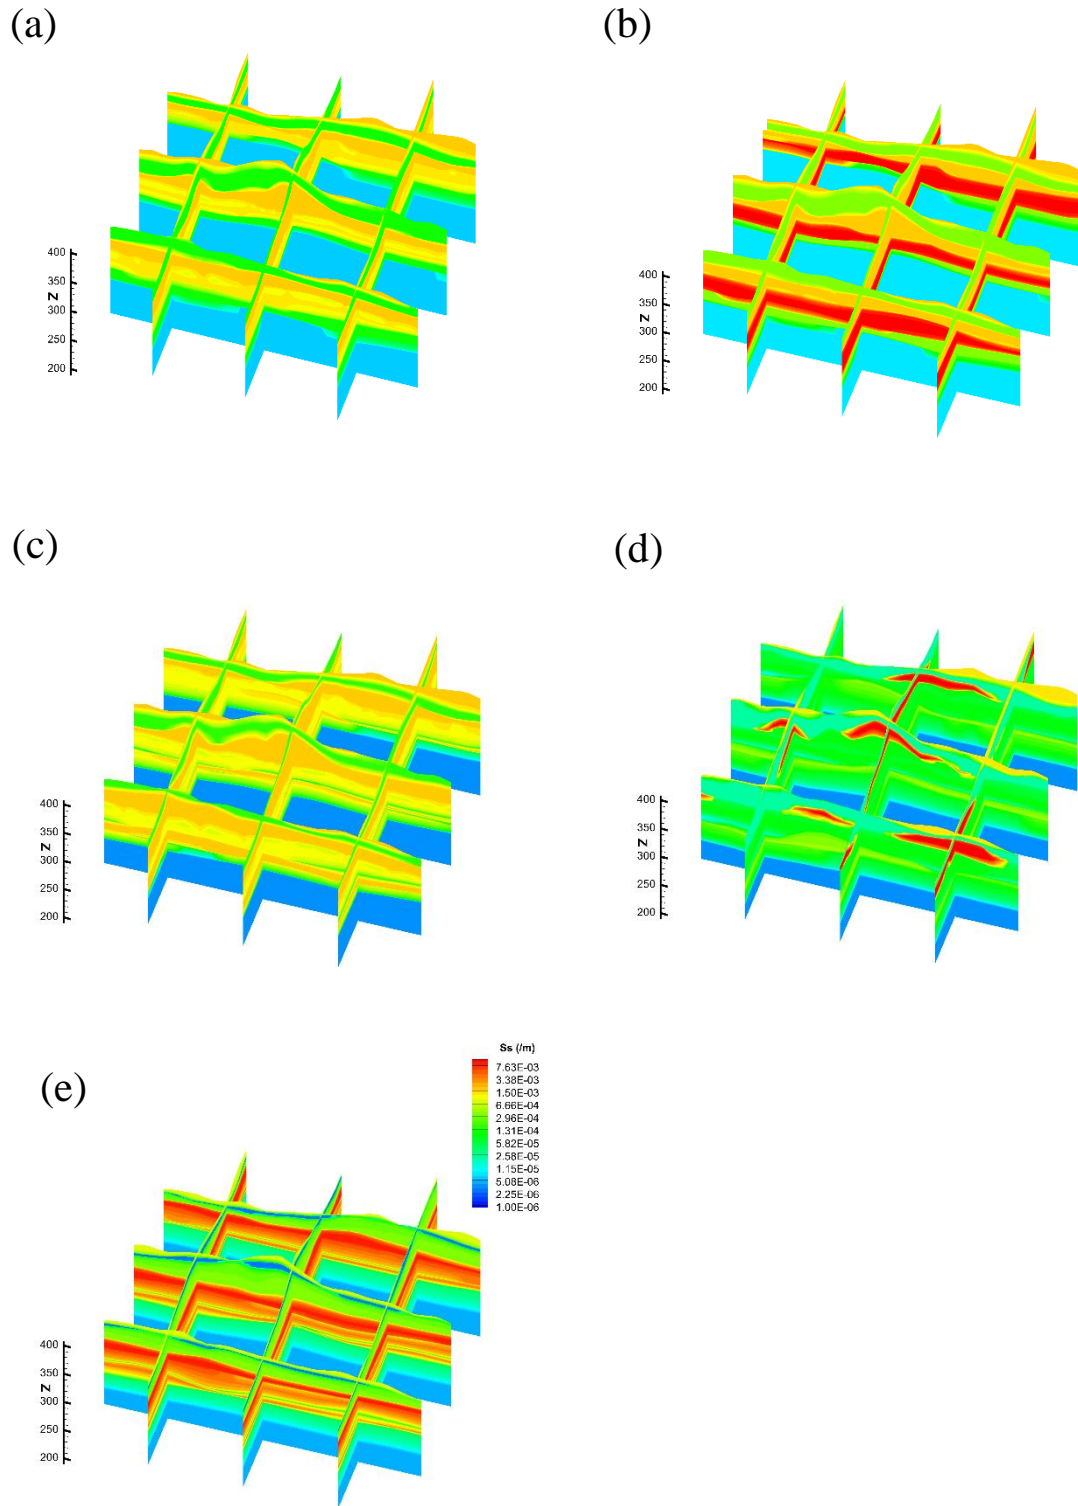 (a)
(b)
400
350
Z
300
250
200
400
350
Z
300
250
200
(c)
(d)
400
350
Z
300
250
200
400
350
Z
300
250
200
(e)
Ss (/m)
7.63E-03
3.38E-03
1.50E-03
6.66E-04
2.96E-04
1.31E-04
5.82E-05
2.58E-05
1.15E-05
5.08E-06
2.25E-06
1.00E-06
400
350
Z
300
250
200